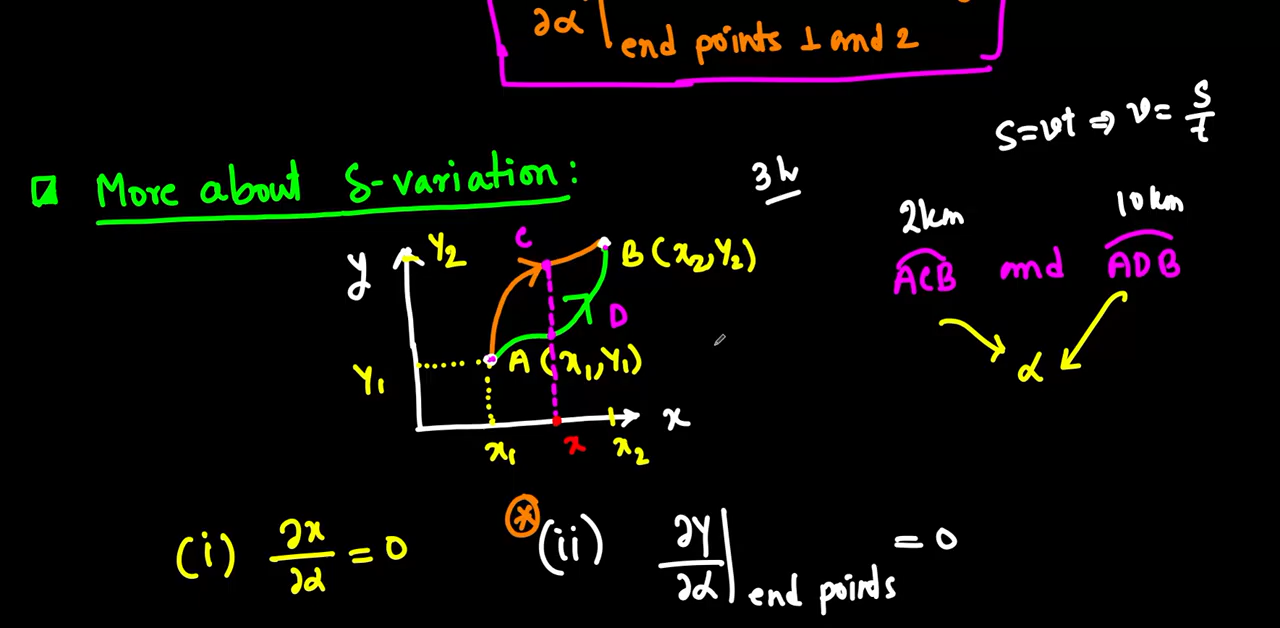 ∂α | end points 1 and 2
S=vt ⇒ v= S/t
More about δ-variation:
3h
2km 10km
ACB and ADB
α
y Y2 C B(x2,Y2)
D
Y1 A(x1,Y1)
x
x1 x x2
(i) ∂x/∂α = 0 * (ii) ∂Y/∂α | end points = 0